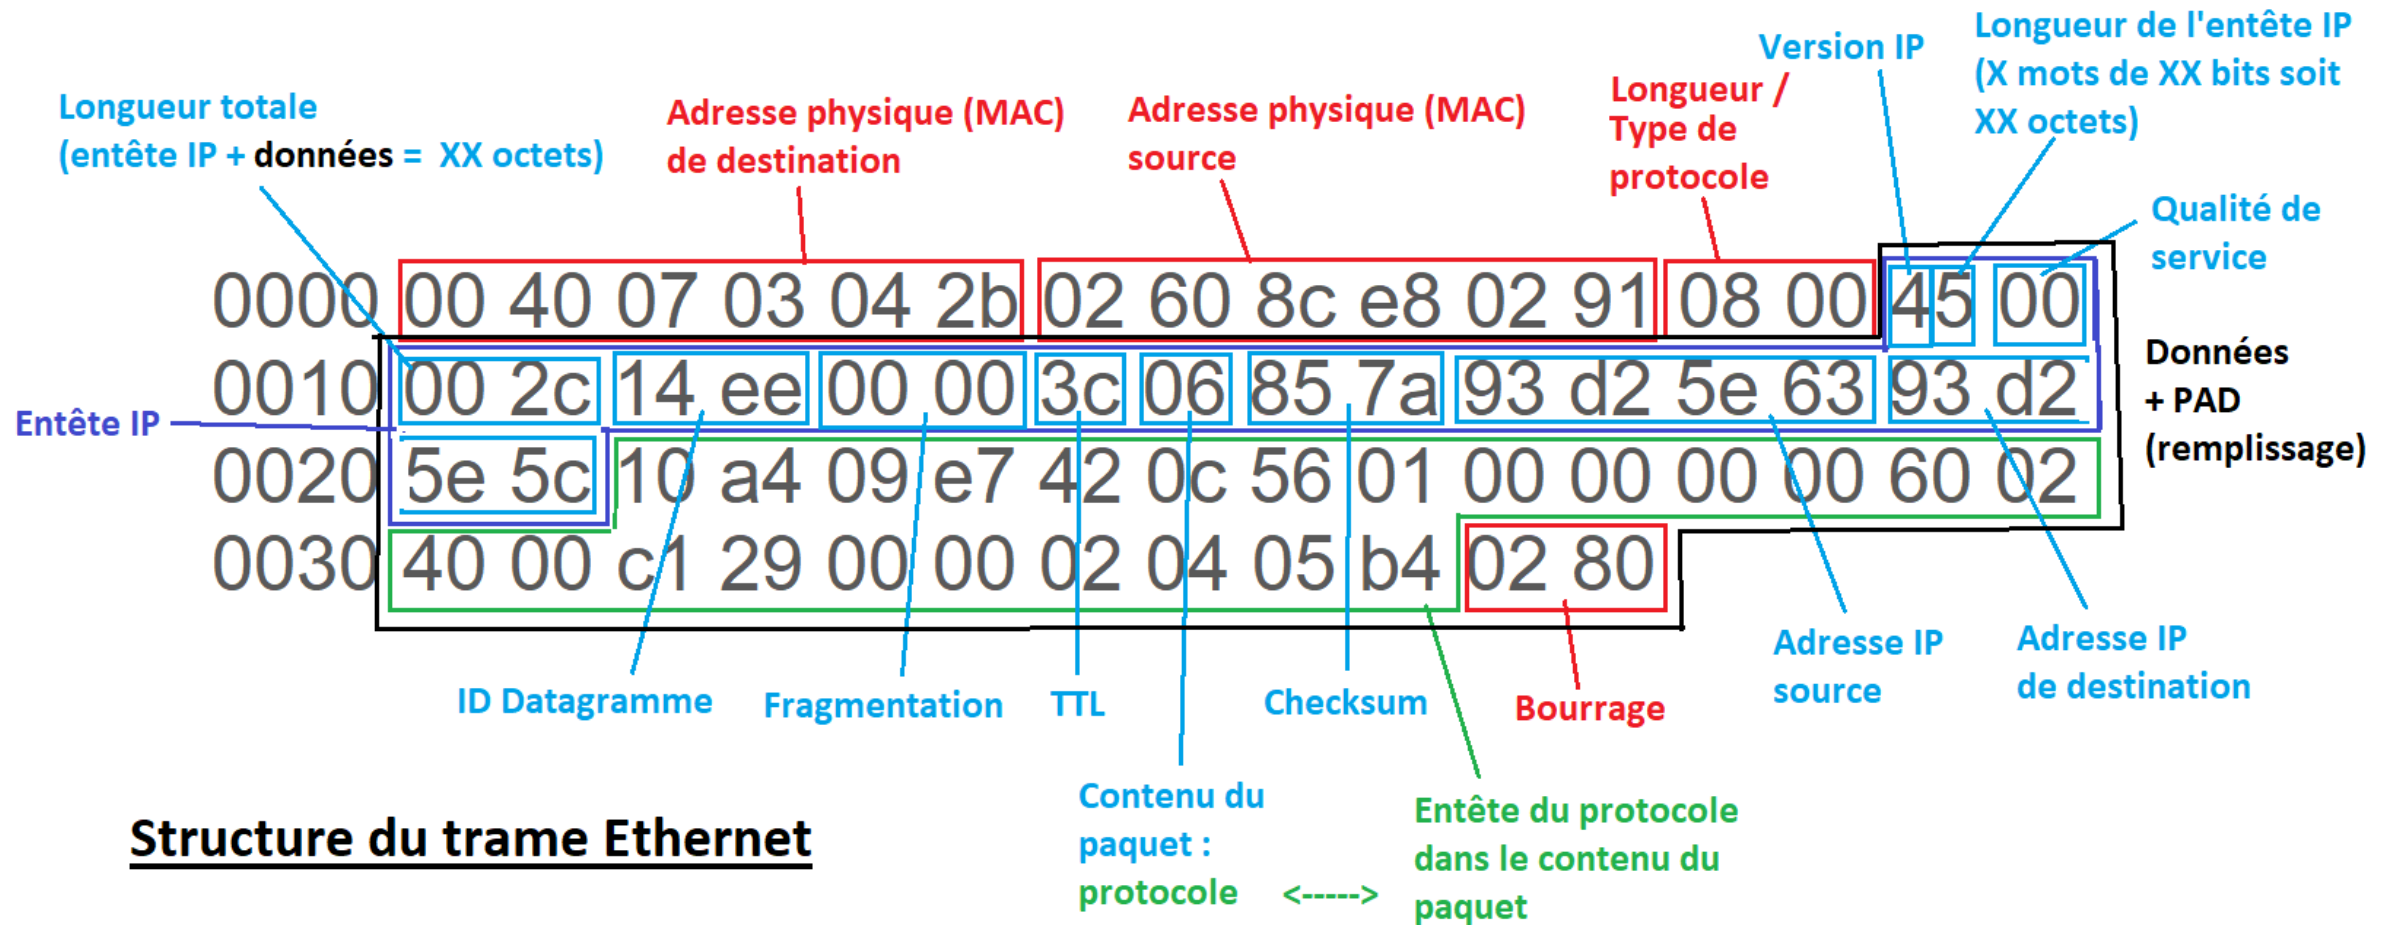 Longueur de l'entête IP
(X mots de XX bits soit
XX octets)
Version IP
Longueur /
Type de
protocole
Longueur totale
(entête IP + données = XX octets)
Adresse physique (MAC)
de destination
Adresse physique (MAC)
source
Qualité de
service
0000 00 40 07 03 04 2b 02 60 8c e8 02 91 08 00 45 00
0010 00 2c 14 ee 00 00 3c 06 85 7a 93 d2 5e 63 93 d2
0020 5e 5c 10 a4 09 e7 42 0c 56 01 00 00 00 00 60 02
0030 40 00 c1 29 00 00 02 04 05 b4 02 80
Données
+ PAD
(remplissage)
Entête IP
ID Datagramme
Fragmentation
TTL
Checksum
Bourrage
Adresse IP
source
Adresse IP
de destination
Contenu du
paquet :
protocole <----->
Entête du protocole
dans le contenu du
paquet
Structure du trame Ethernet